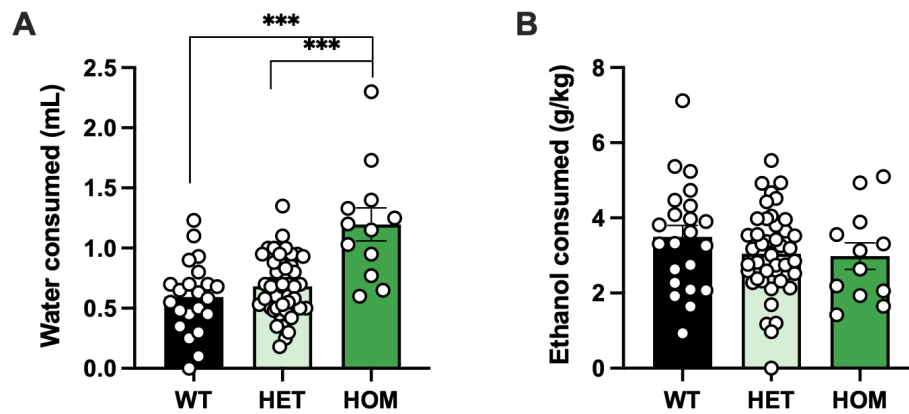 A
***
***
Water consumed (mL)
2.5
2.0
1.5
1.0
0.5
0.0
WT HET HOM
B
Ethanol consumed (g/kg)
8
6
4
2
0
WT HET HOM